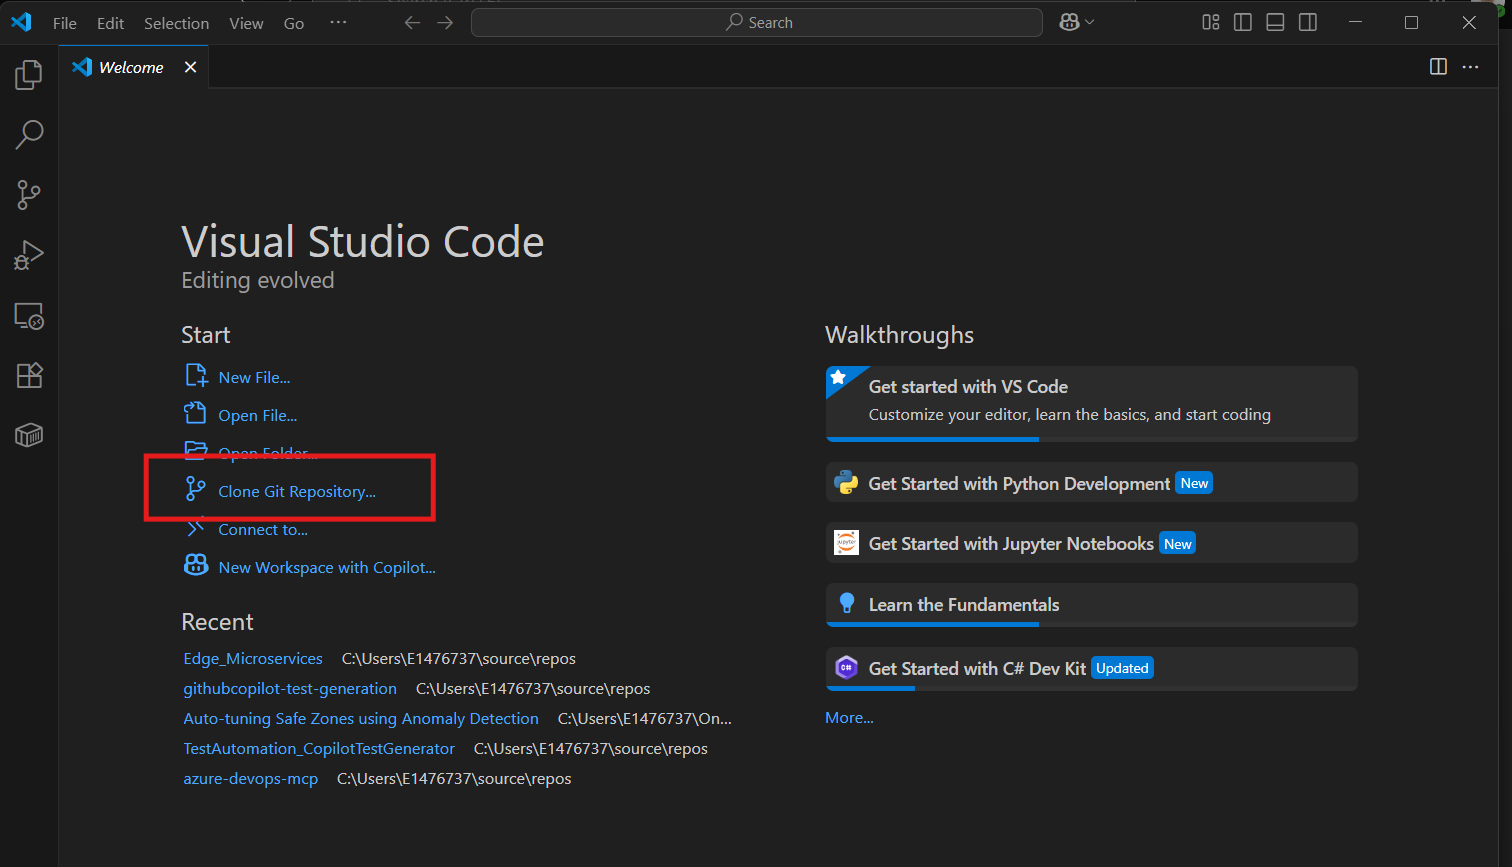 File Edit Selection View Go ···
Search
Welcome
Visual Studio Code
Editing evolved
Start
New File...
Open File...
Open Folder...
Clone Git Repository...
Connect to...
New Workspace with Copilot...
Recent
Edge_Microservices C:\Users\E1476737\source\repos
githubcopilot-test-generation C:\Users\E1476737\source\repos
Auto-tuning Safe Zones using Anomaly Detection C:\Users\E1476737\On...
TestAutomation_CopilotTestGenerator C:\Users\E1476737\source\repos
azure-devops-mcp C:\Users\E1476737\source\repos
Walkthroughs
Get started with VS Code
Customize your editor, learn the basics, and start coding
Get Started with Python Development New
jupyter
Get Started with Jupyter Notebooks New
Learn the Fundamentals
C#
Get Started with C# Dev Kit Updated
More...